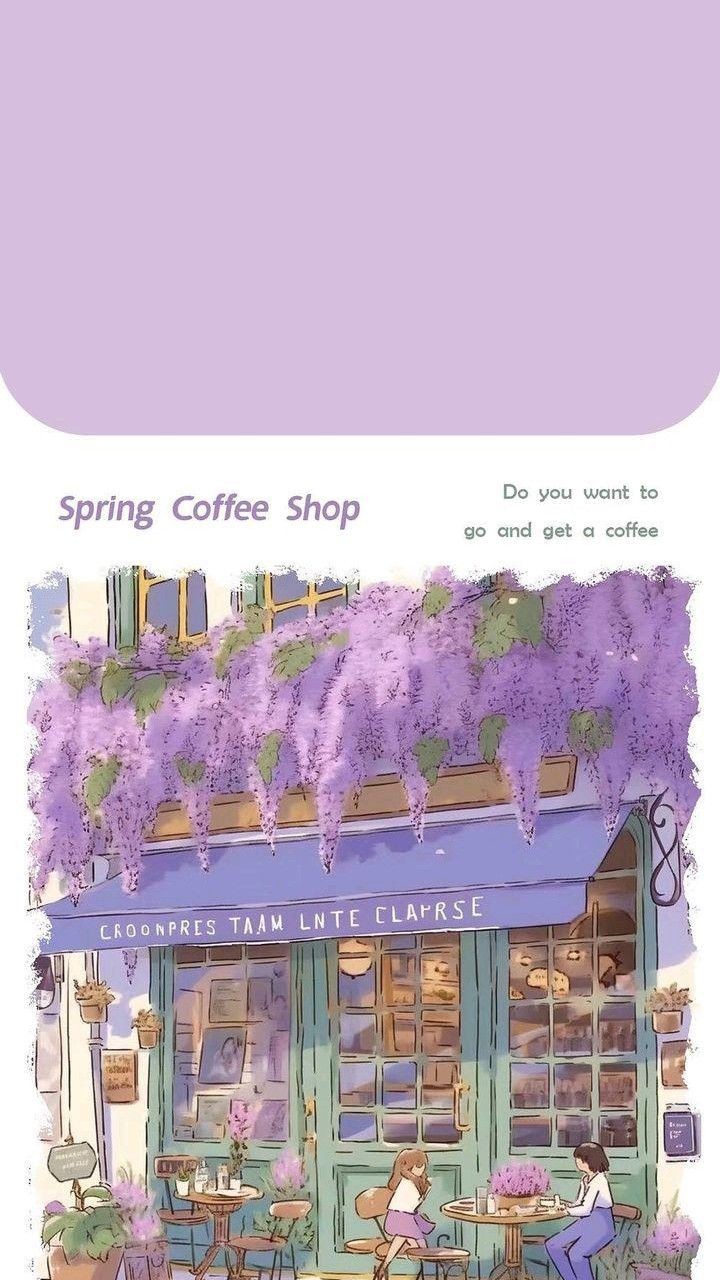 Spring Coffee Shop
Do you want to
go and get a coffee
CROONPRES TAAM LNTE CLAPRSE